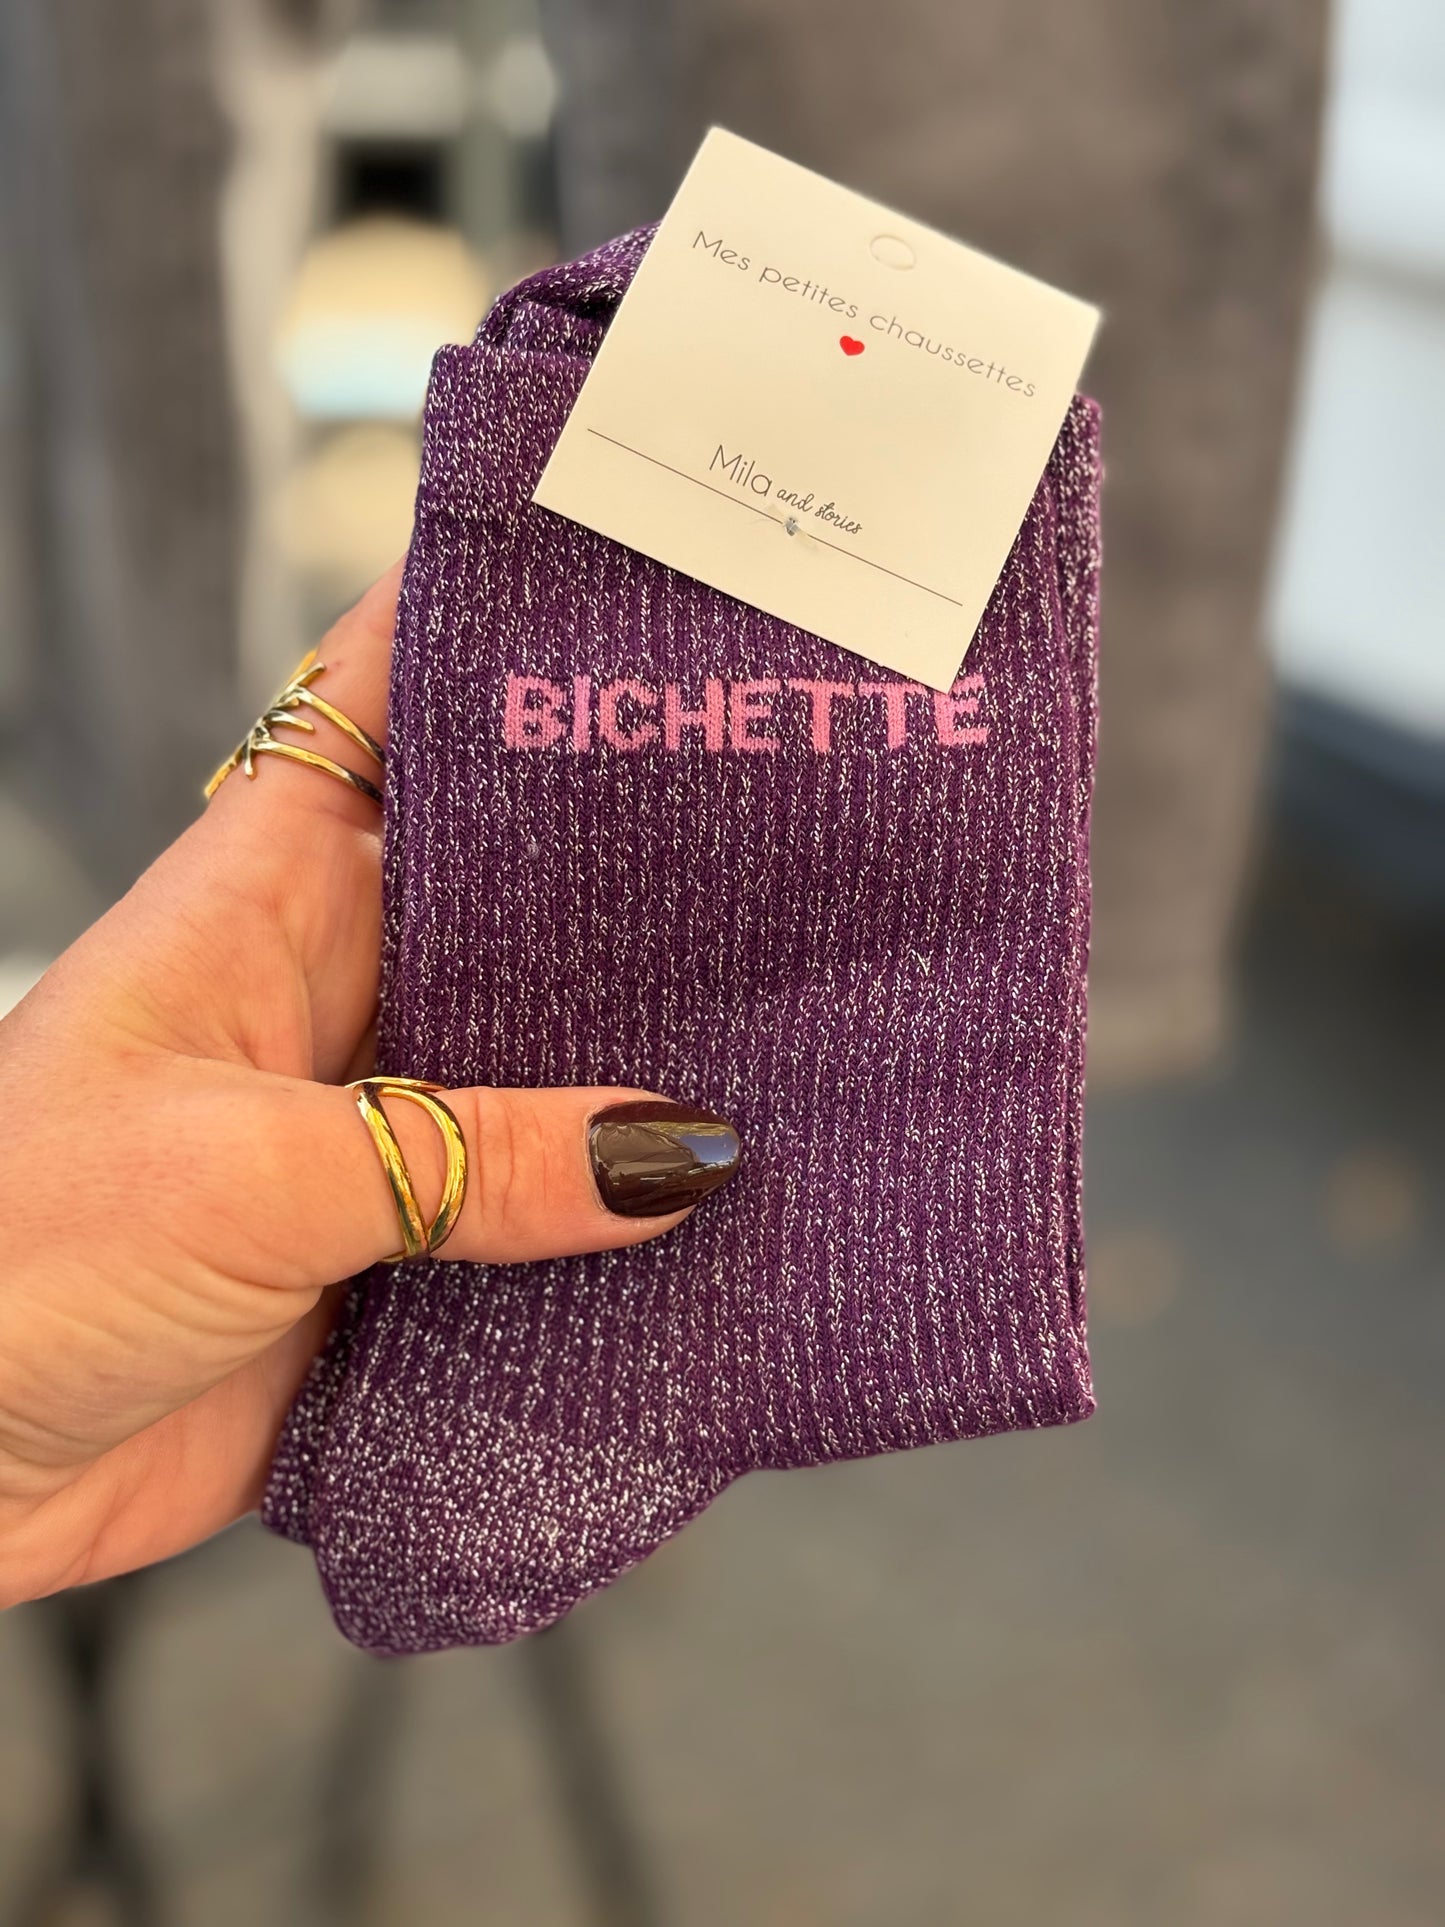 Mes petites chaussettes
Mila and stories
BICHETTE